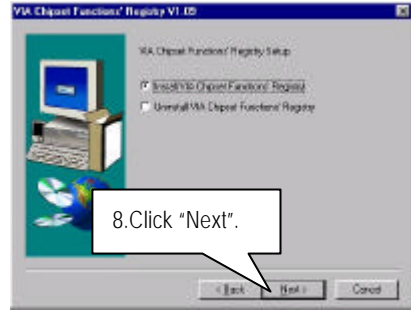 VIA Chipset Functions' Registry V1.09
VIA Chipset Functions' Registry Setup
Install VIA Chipset Functions' Registry
Uninstall VIA Chipset Functions' Registry
8.Click “Next”.
< Back Next > Cancel